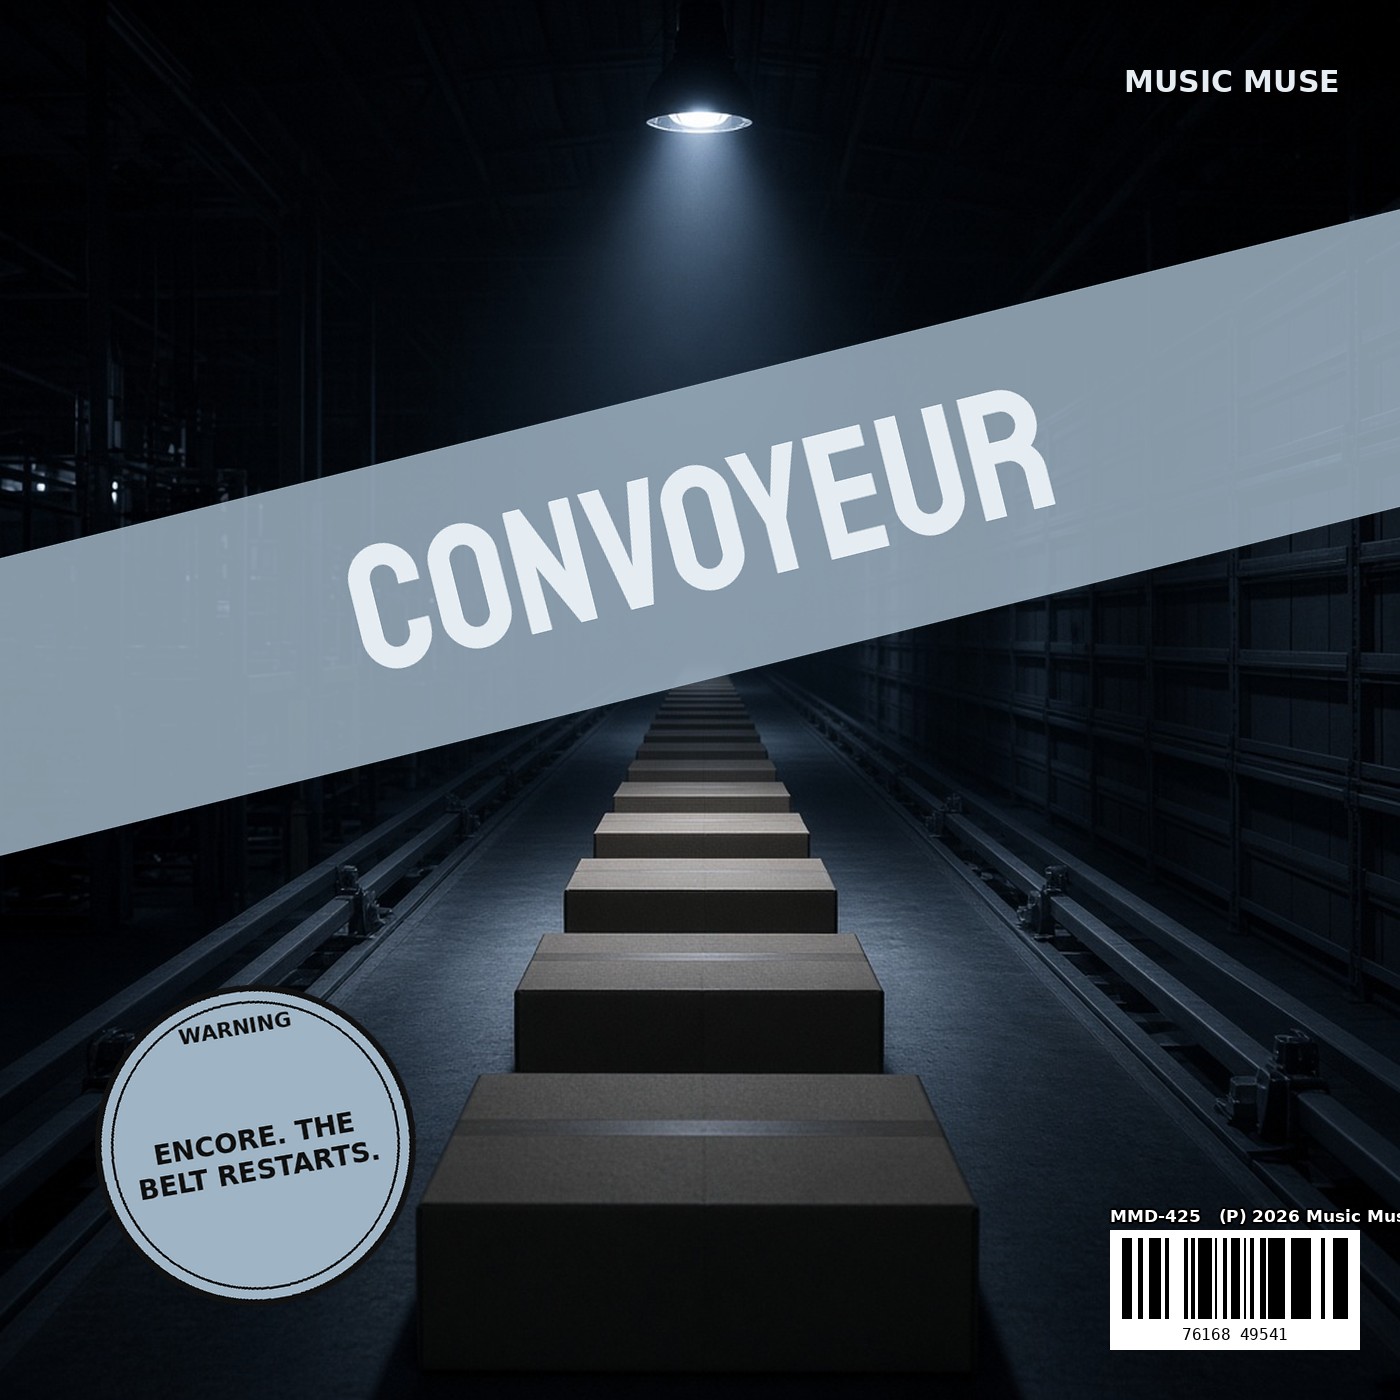 MUSIC MUSE
CONVOYEUR
WARNING
ENCORE. THE
BELT RESTARTS.
MMD-425 (P) 2026 Music Mus
76168 49541